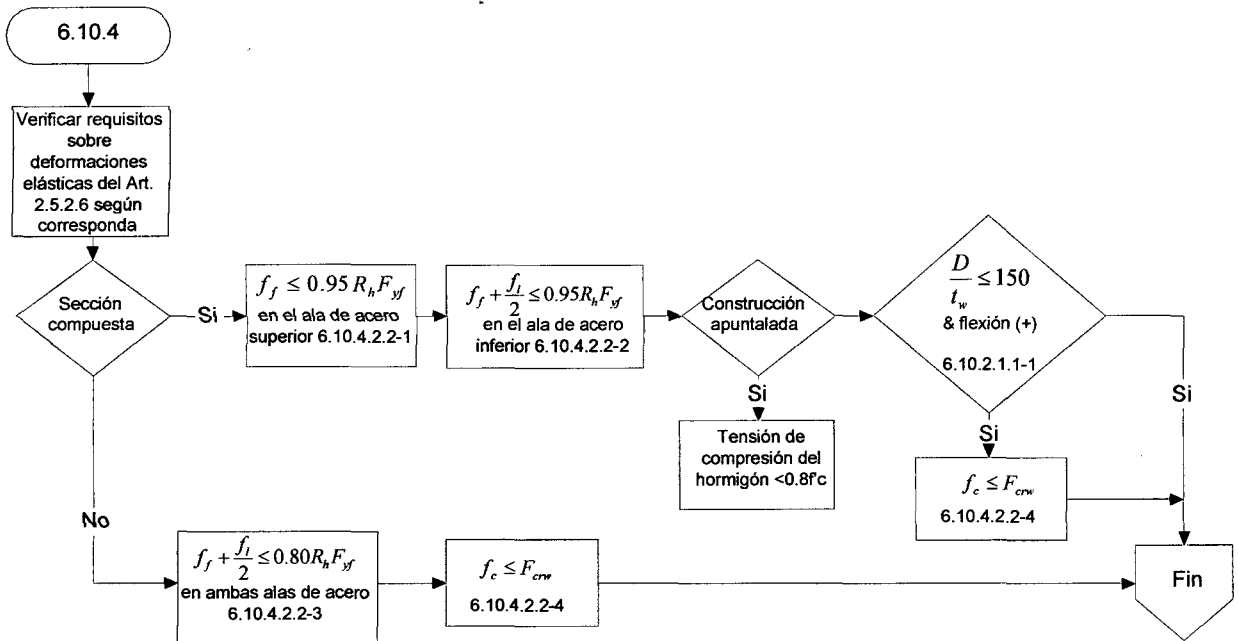 6.10.4
Verificar requisitos
sobre
deformaciones
elásticas del Art.
2.5.2.6 según
corresponda
Sección
compuesta
Si
f_f ≤ 0.95 R_h F_yf
en el ala de acero
superior 6.10.4.2.2-1
f_f + f_l/2 ≤ 0.95R_h F_yf
en el ala de acero
inferior 6.10.4.2.2-2
Construcción
apuntalada
Si
Tensión de
compresión del
hormigón <0.8f'c
D/t_w ≤ 150
& flexión (+)
6.10.2.1.1-1
Si
Si
f_c ≤ F_crw
6.10.4.2.2-4
No
f_f + f_l/2 ≤ 0.80R_h F_yf
en ambas alas de acero
6.10.4.2.2-3
f_c ≤ F_crw
6.10.4.2.2-4
Fin